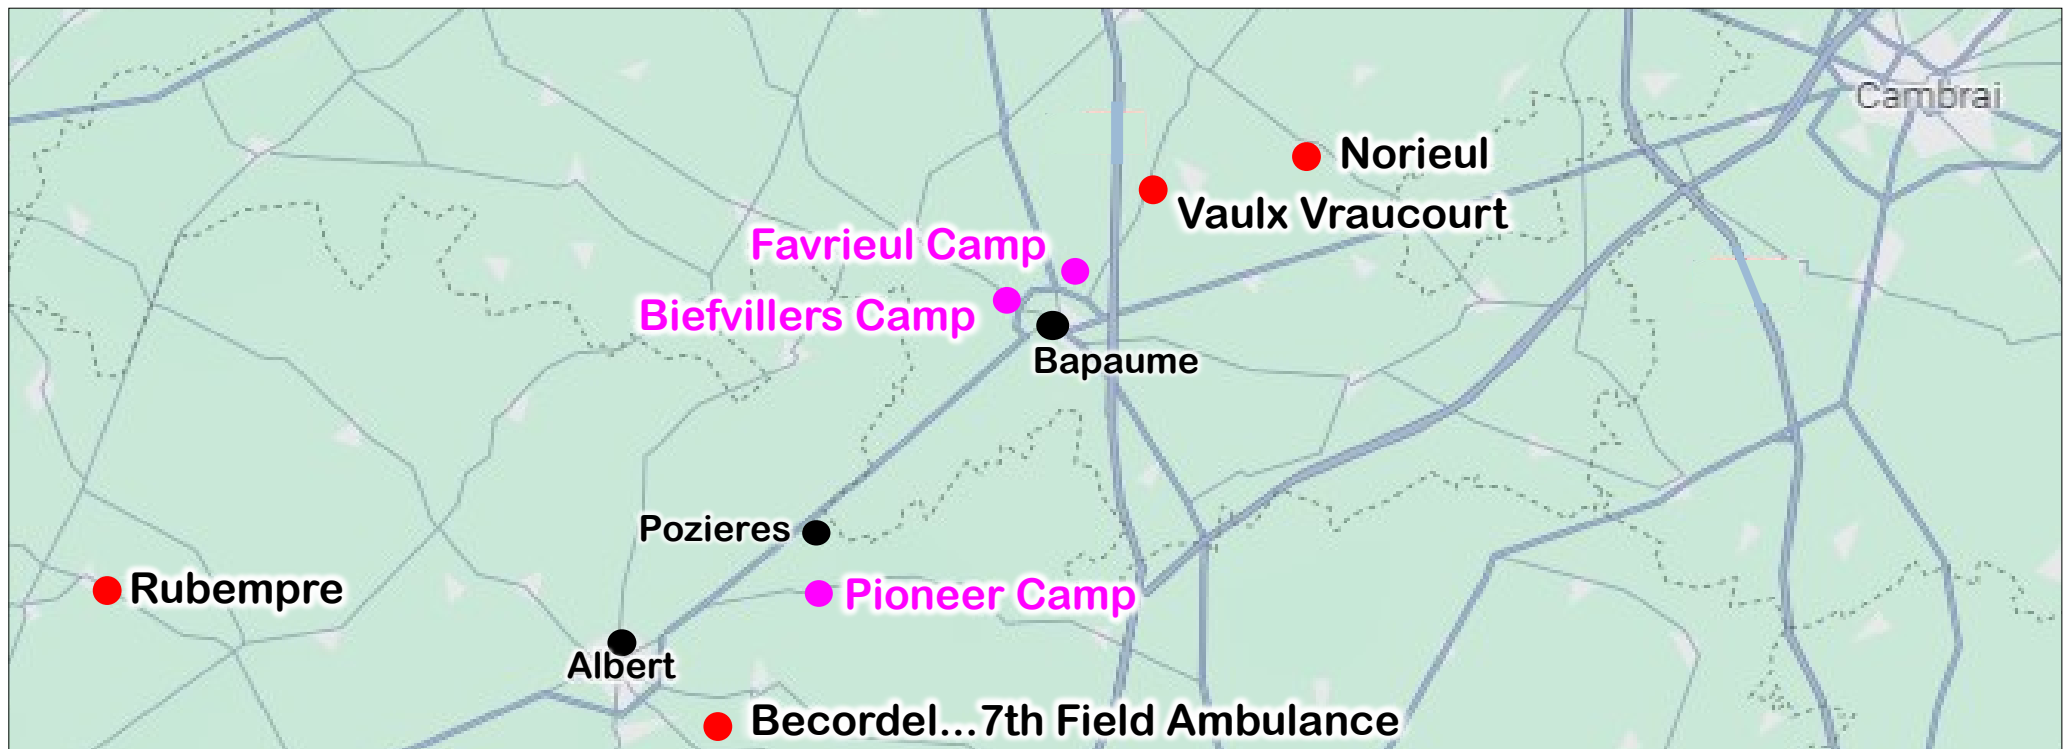 Cambrai
Norieul
Vaulx Vraucourt
Favrieul Camp
Biefvillers Camp
Bapaume
Pozieres
Rubempre
Pioneer Camp
Albert
Becordel...7th Field Ambulance